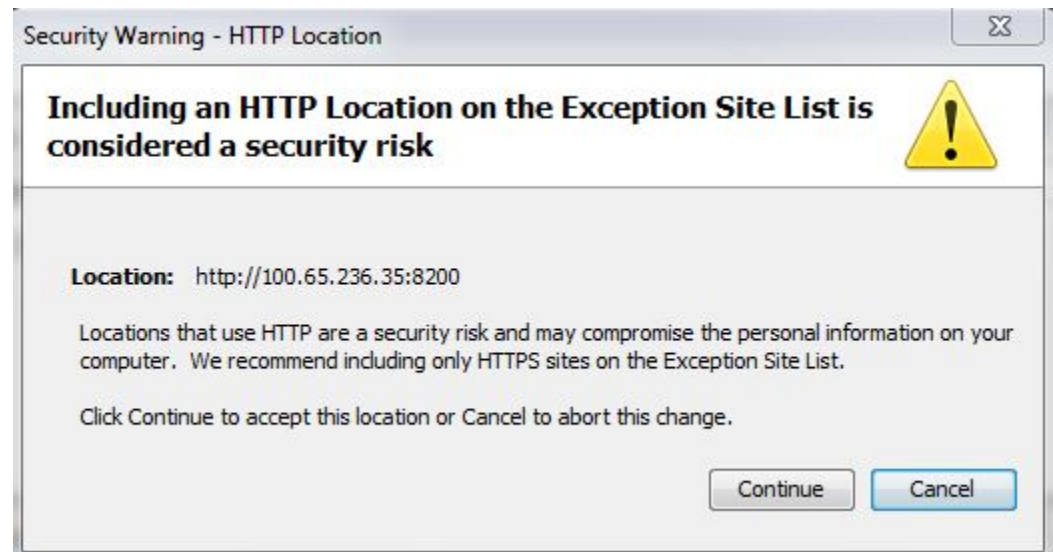 Security Warning - HTTP Location
Including an HTTP Location on the Exception Site List is
considered a security risk
Location: http://100.65.236.35:8200
Locations that use HTTP are a security risk and may compromise the personal information on your
computer. We recommend including only HTTPS sites on the Exception Site List.
Click Continue to accept this location or Cancel to abort this change.
Continue Cancel